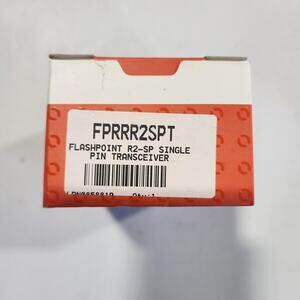 FPRRR2SPT
FLASHPOINT R2-SP SINGLE
PIN TRANSCEIVER